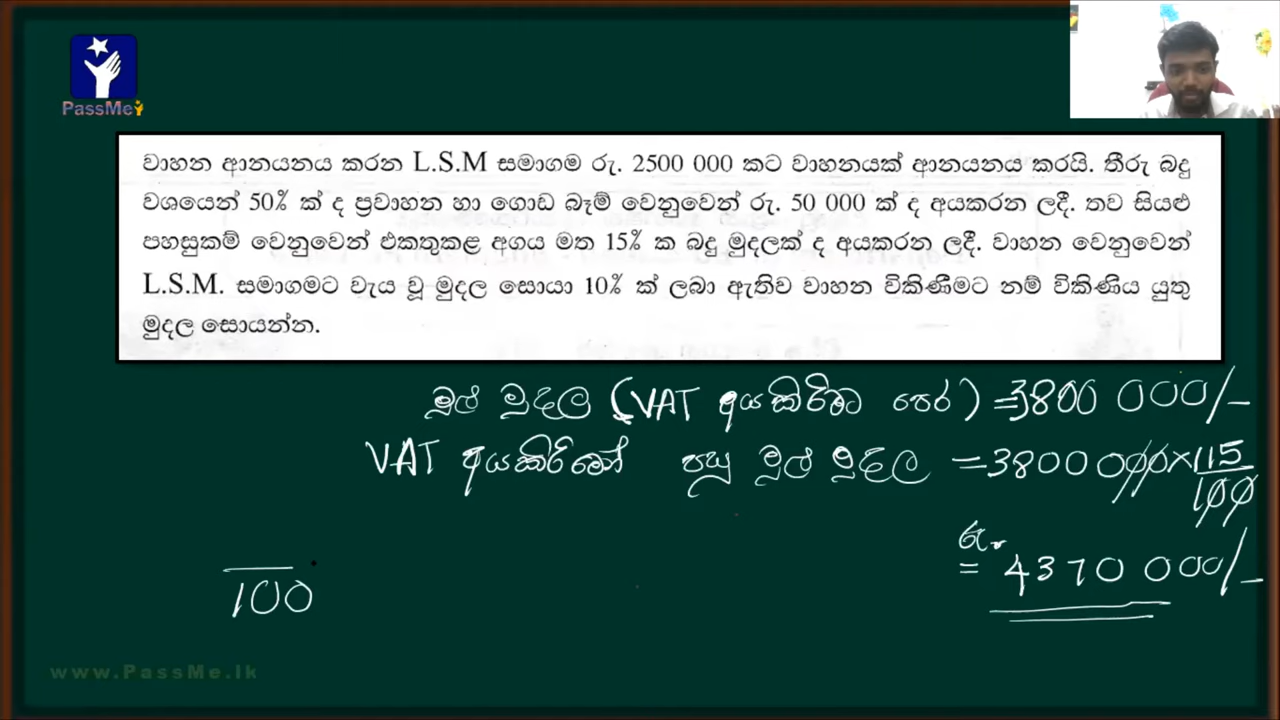 PassMe
වාහන ආනයනය කරන L.S.M සමාගම රු. 2500 000 කට වාහනයක් ආනයනය කරයි. තීරු බදු
වශයෙන් 50% ක් ද ප්‍රවාහන හා ගොඩ බෑම් වෙනුවෙන් රු. 50 000 ක් ද අයකරන ලදී. තව සියළු
පහසුකම් වෙනුවෙන් එකතුකළ අගය මත 15% ක බදු මුදලක් ද අයකරන ලදී. වාහන වෙනුවෙන්
L.S.M. සමාගමට වැය වූ මුදල සොයා 10% ක් ලබා ඇතිව වාහන විකිණීමට නම් විකිණිය යුතු
මුදල සොයන්න.
මුල් මුදල (VAT අයකිරීමට පෙර) = 3800 000/-
VAT අයකිරීමෙන් පසු මුල් මුදල = 3800 000 × 115/100
රු.
= 4370 000/-
100
www.PassMe.lk